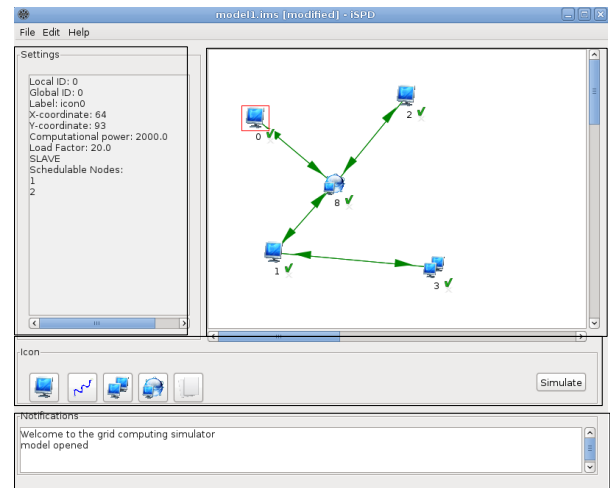 model1.ims [modified] - iSPD
File Edit Help
Settings
Local ID: 0
Global ID: 0
Label: icon0
X-coordinate: 64
Y-coordinate: 93
Computational power: 2000.0
Load Factor: 20.0
SLAVE
Schedulable Nodes:
1
2
2
0
8
1
3
Icon
Simulate
Notifications
Welcome to the grid computing simulator
model opened